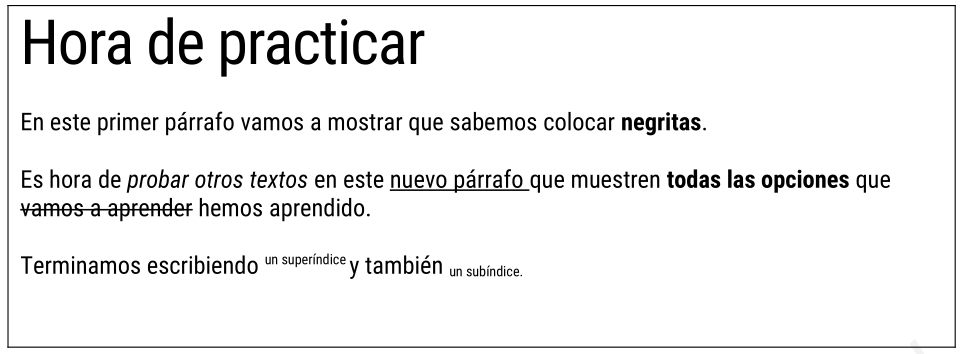 Hora de practicar
En este primer párrafo vamos a mostrar que sabemos colocar negritas.
Es hora de probar otros textos en este nuevo párrafo que muestren todas las opciones que
vamos a aprender hemos aprendido.
Terminamos escribiendo un superíndice y también un subíndice.